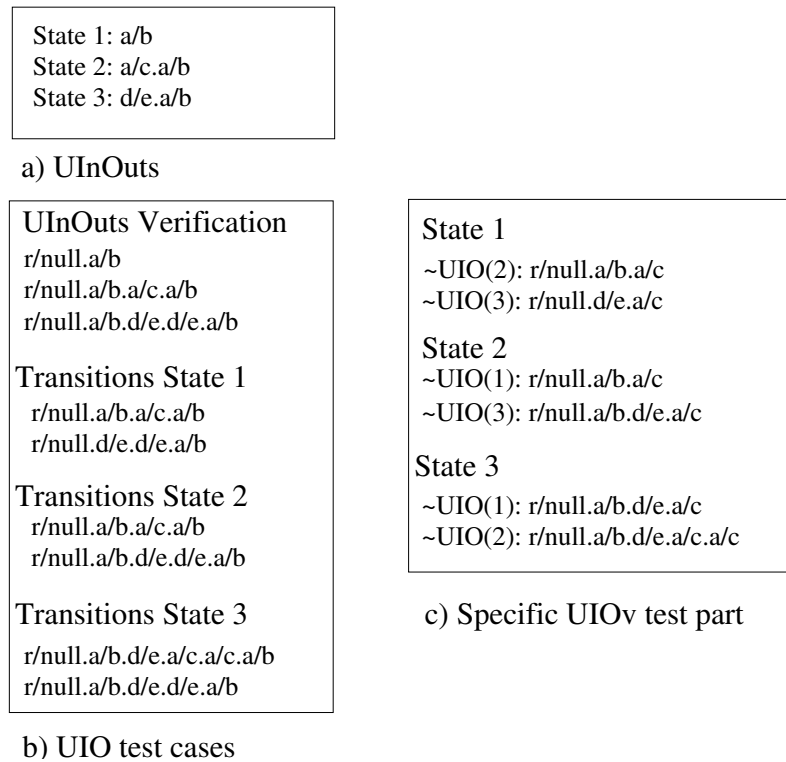 State 1: a/b
State 2: a/c.a/b
State 3: d/e.a/b
a) UInOuts
UInOuts Verification
r/null.a/b
r/null.a/b.a/c.a/b
r/null.a/b.d/e.d/e.a/b
Transitions State 1
r/null.a/b.a/c.a/b
r/null.d/e.d/e.a/b
Transitions State 2
r/null.a/b.a/c.a/b
r/null.a/b.d/e.d/e.a/b
Transitions State 3
r/null.a/b.d/e.a/c.a/c.a/b
r/null.a/b.d/e.d/e.a/b
b) UIO test cases
State 1
~UIO(2): r/null.a/b.a/c
~UIO(3): r/null.d/e.a/c
State 2
~UIO(1): r/null.a/b.a/c
~UIO(3): r/null.a/b.d/e.a/c
State 3
~UIO(1): r/null.a/b.d/e.a/c
~UIO(2): r/null.a/b.d/e.a/c.a/c
c) Specific UIOv test part